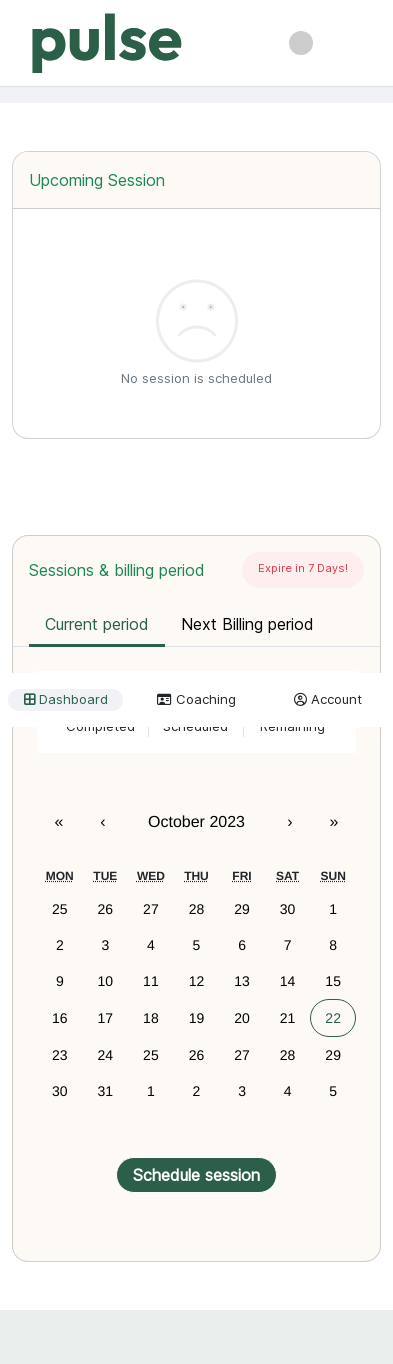 pulse
Upcoming Session
No session is scheduled
Sessions & billing period
Expire in 7 Days!
Current period
Next Billing period
Dashboard
Coaching
Account
Completed
Scheduled
Remaining
« ‹ October 2023 › »
MON TUE WED THU FRI SAT SUN
25 26 27 28 29 30 1
2 3 4 5 6 7 8
9 10 11 12 13 14 15
16 17 18 19 20 21 22
23 24 25 26 27 28 29
30 31 1 2 3 4 5
Schedule session